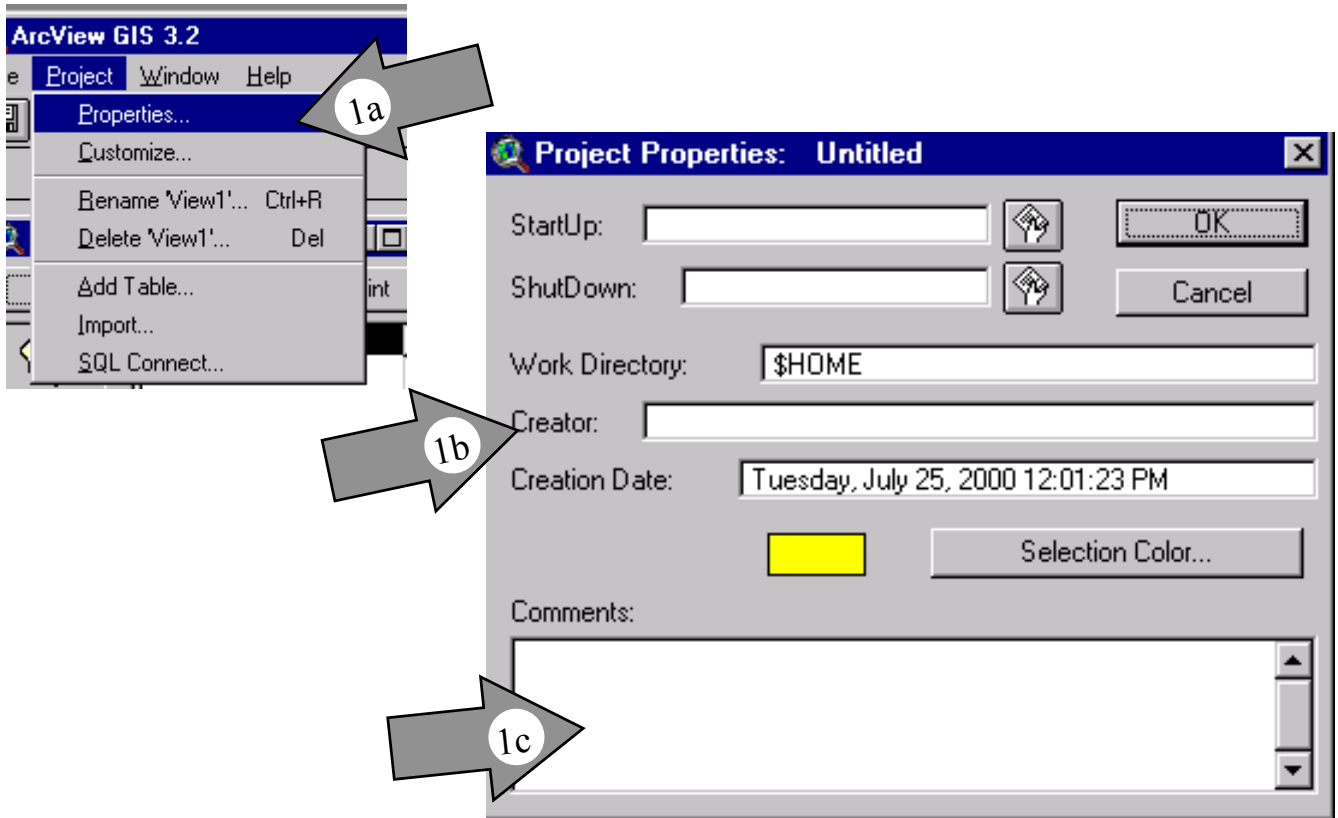 ArcView GIS 3.2
e Project Window Help
Properties...
Customize...
Rename 'View1'... Ctrl+R
Delete 'View1'... Del
Add Table...
int
Import...
SQL Connect...
1a
Project Properties: Untitled
StartUp:
OK
ShutDown:
Cancel
Work Directory: $HOME
Creator:
1b
Creation Date: Tuesday, July 25, 2000 12:01:23 PM
Selection Color...
Comments:
1c